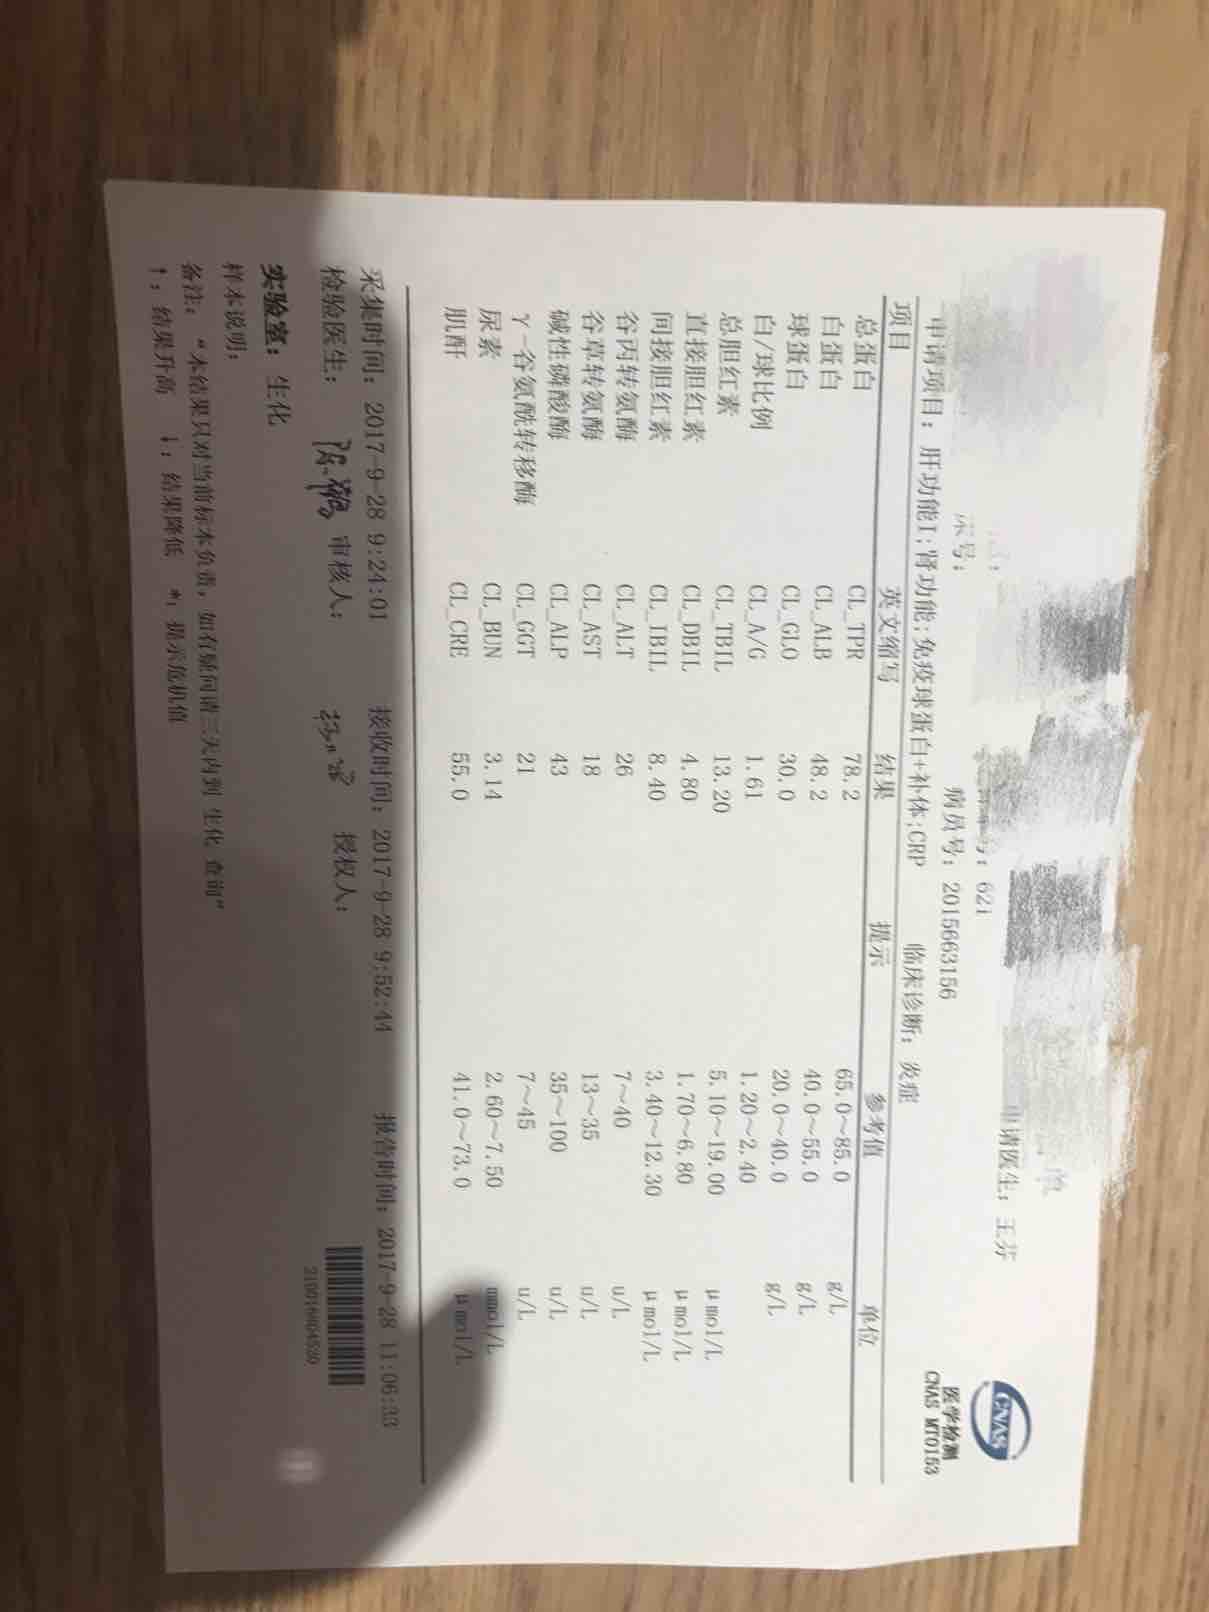 单
申请医生：王芬
号：62i
床号：
病员号：2015663156
CNAS
医学检测
CNAS MT0153
申请项目：肝功能I;肾功能;免疫球蛋白+补体;CRP 临床诊断：炎症
项目 英文缩写 结果 提示 参考值 单位
总蛋白 CL_TPR 78.2 65.0～85.0 g/L
白蛋白 CL_ALB 48.2 40.0～55.0 g/L
球蛋白 CL_GLO 30.0 20.0～40.0 g/L
白/球比例 CL_A/G 1.61 1.20～2.40
总胆红素 CL_TBIL 13.20 5.10～19.00 μmol/L
直接胆红素 CL_DBIL 4.80 1.70～6.80 μmol/L
间接胆红素 CL_IBIL 8.40 3.40～12.30 μmol/L
谷丙转氨酶 CL_ALT 26 7～40 u/L
谷草转氨酶 CL_AST 18 13～35 u/L
碱性磷酸酶 CL_ALP 43 35～100 u/L
γ-谷氨酰转移酶 CL_GGT 21 7～45 u/L
尿素 CL_BUN 3.14 2.60～7.50 mmol/L
肌酐 CL_CRE 55.0 41.0～73.0 μmol/L
采集时间：2017-9-28 9:24:01 接收时间：2017-9-28 9:52:44 报告时间：2017-9-28 11:06:33
检验医生： 审核人： 授权人：
实验室：生化
样本说明：
备注：“本结果只对当前标本负责，如有疑问请三天内到 生化 查询”
↑：结果升高 ↓：结果降低 *：提示危机值